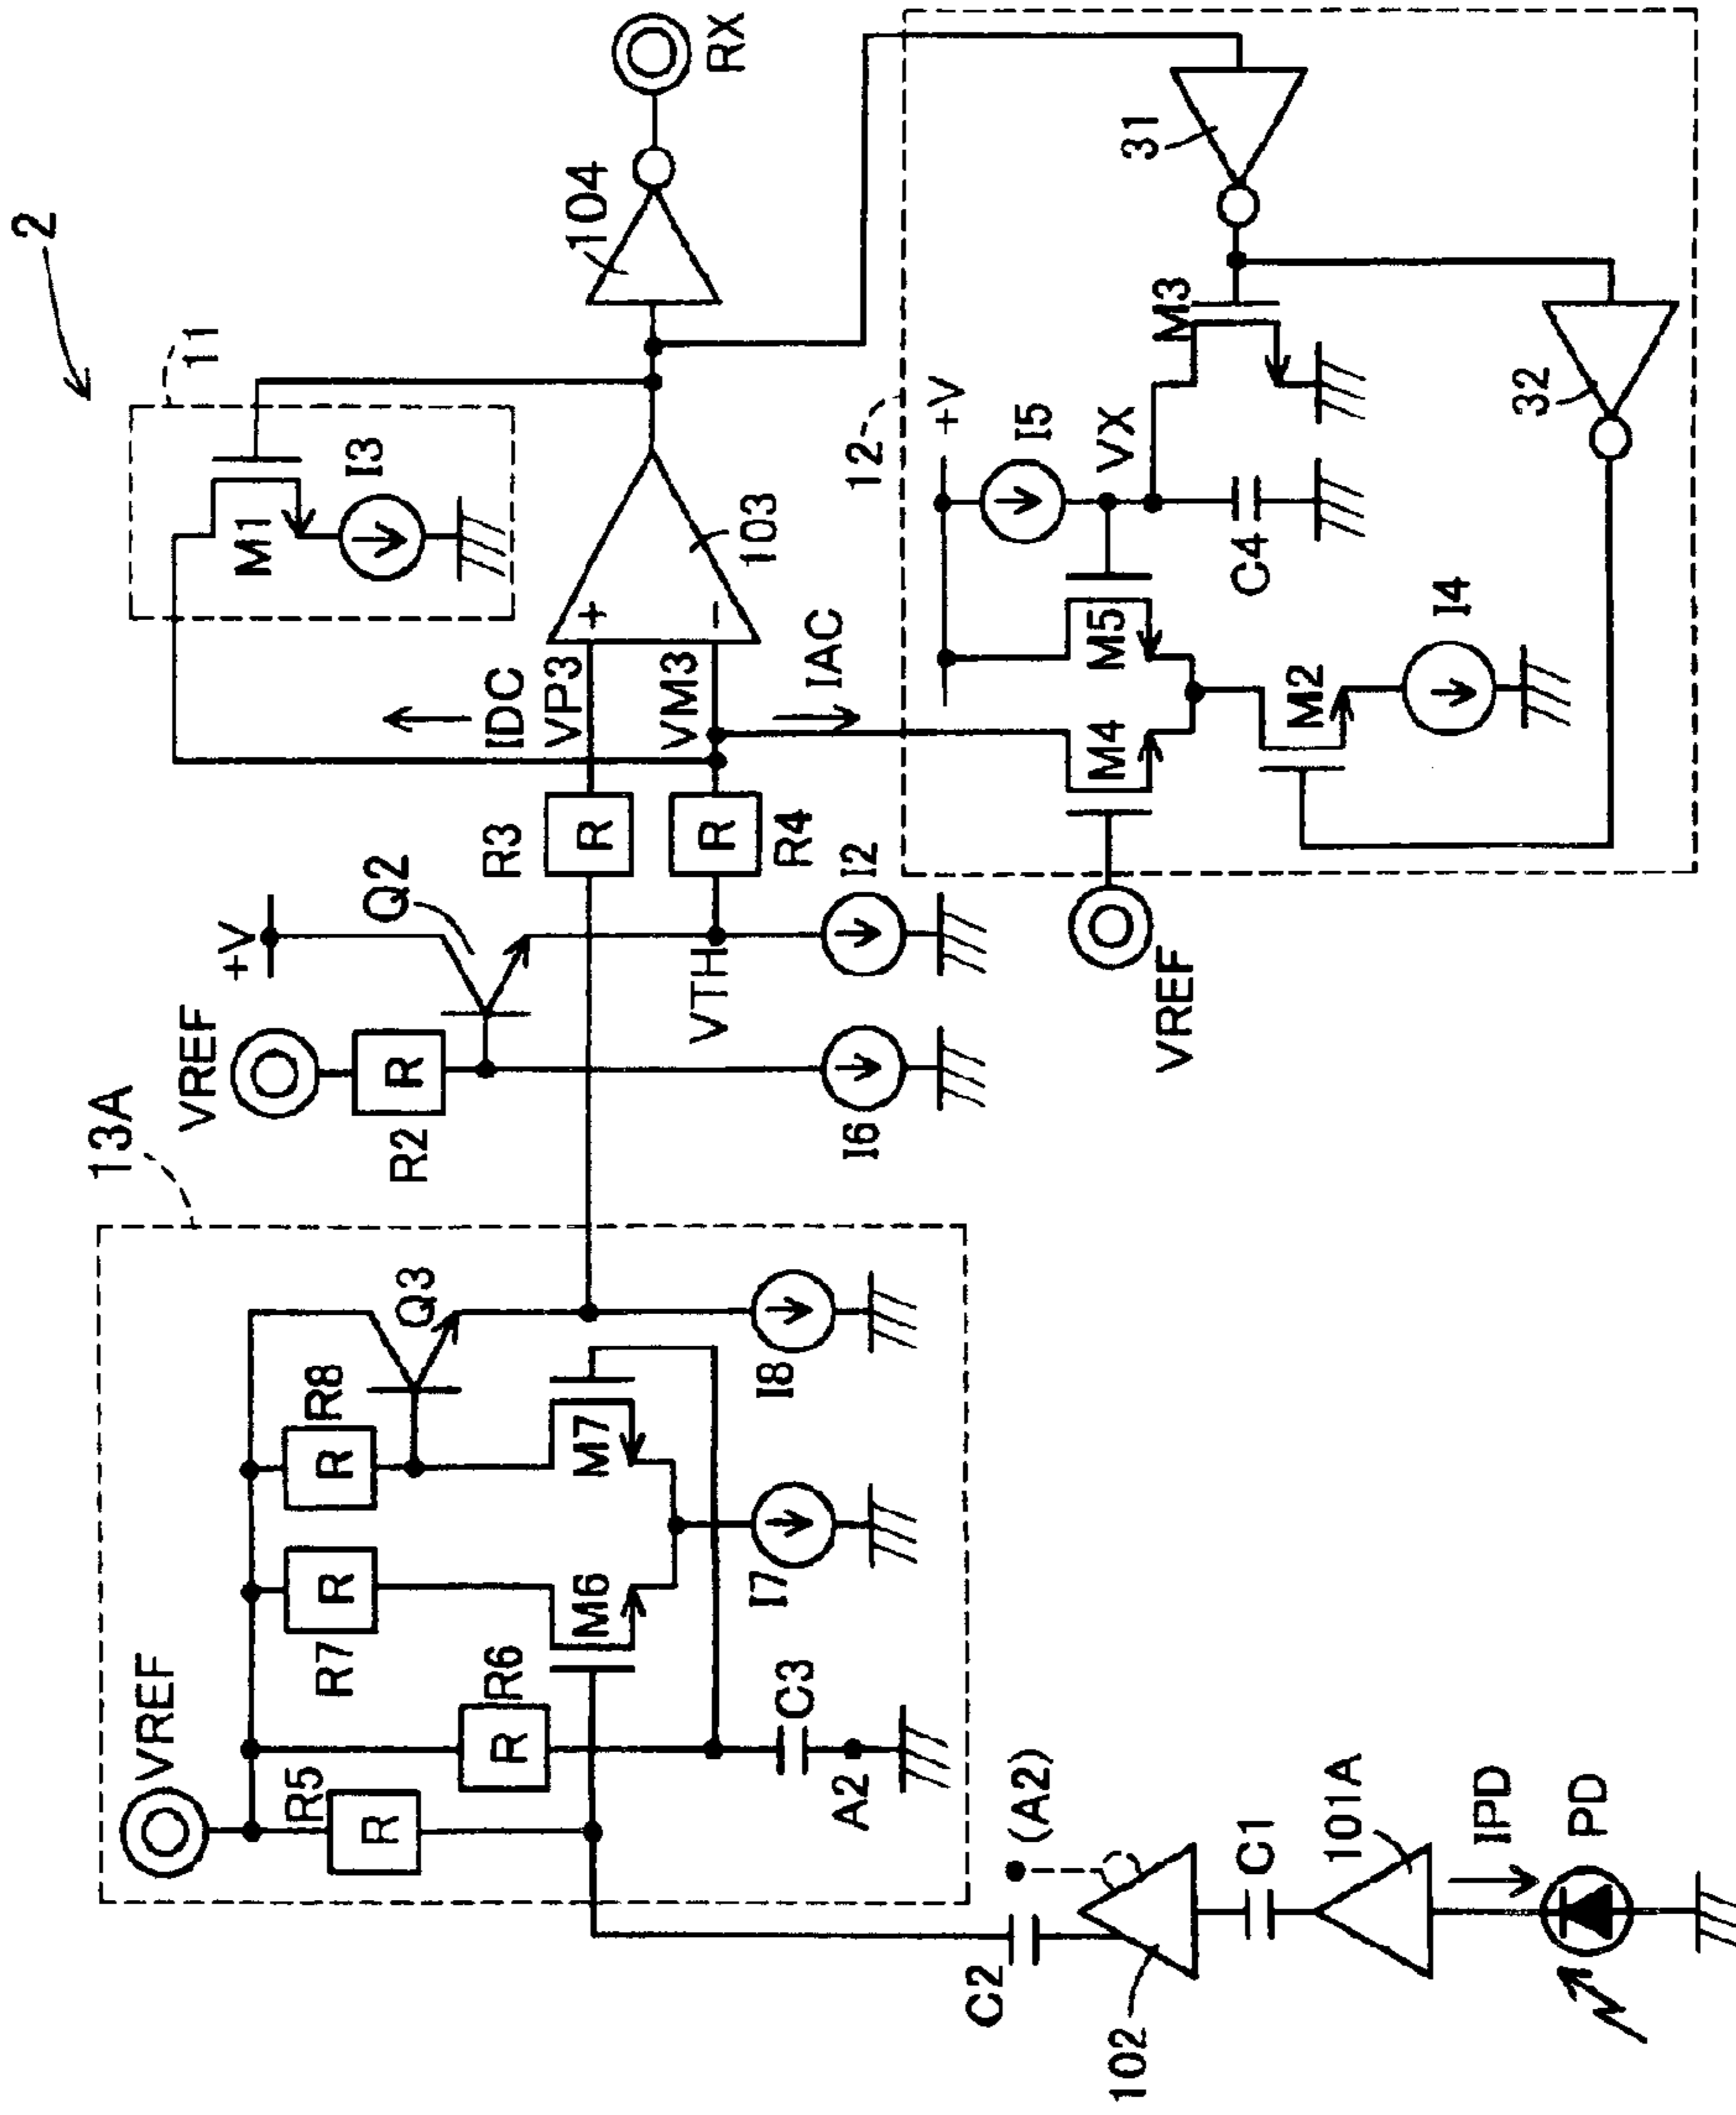 2
11
M1
I3
104
RX
103
+
-
IDC
VP3
VM3
IAC
R3
R
R
R4
Q2
+V
VTH
I2
VREF
R
R2
I6
12
+V
I5
VX
M3
31
32
C4
M5
M4
M2
I4
VREF
13A
VREF
R5
R
R6
R
R7
R
R8
R
Q3
M6
M7
I7
I8
C3
A2
(A2)
C2
102
C1
101A
IPD
PD